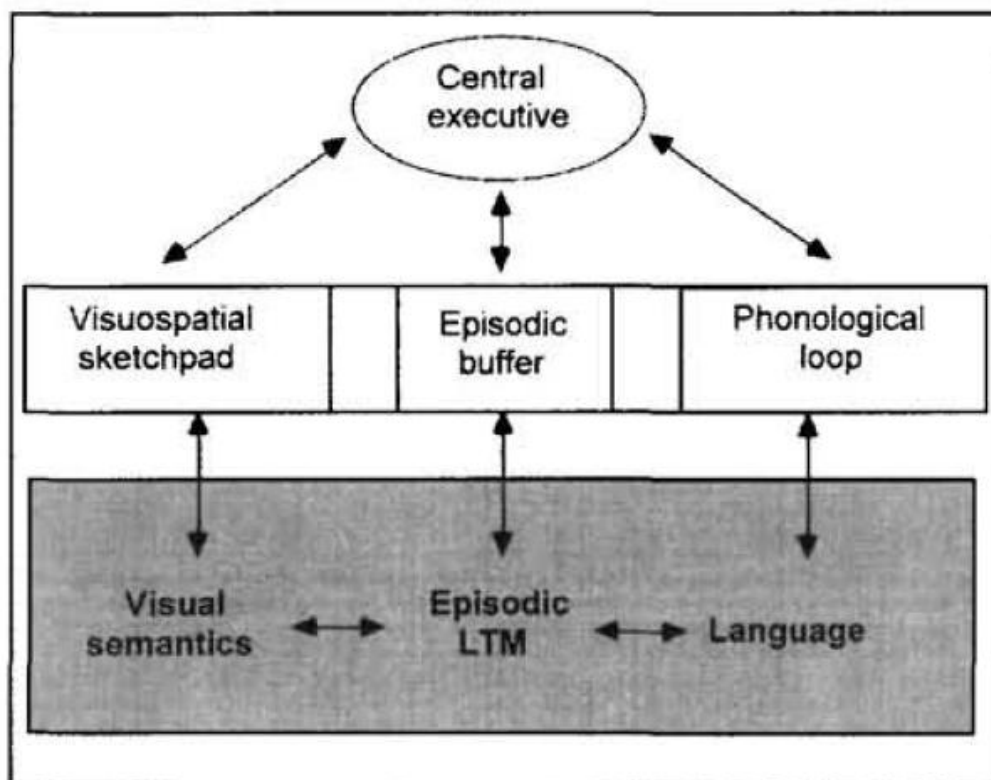 Central
executive
Visuospatial
sketchpad
Episodic
buffer
Phonological
loop
Visual
semantics
Episodic
LTM
Language